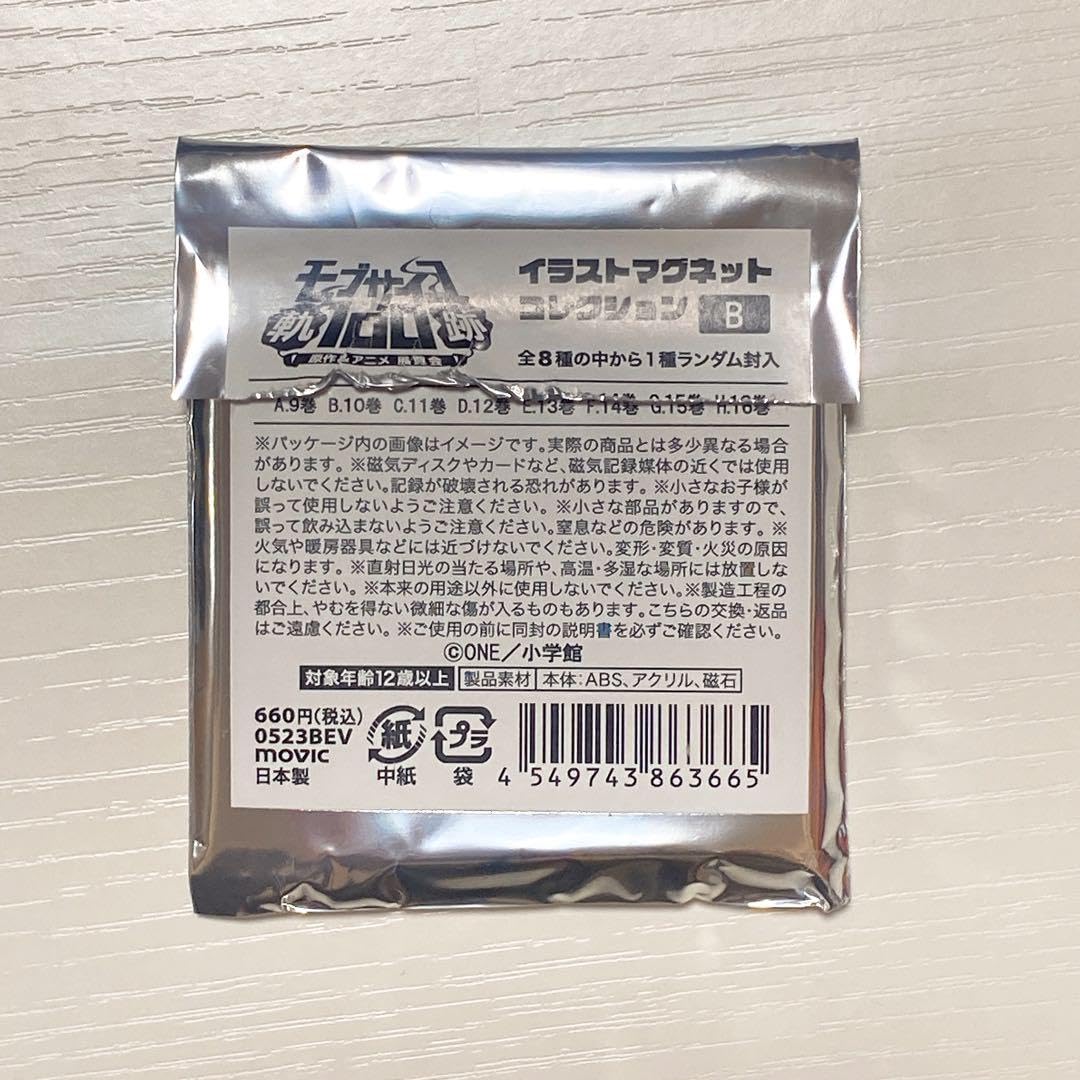 モブサイコ100
軌跡
原作&アニメ 展覧会
イラストマグネット
コレクション B
全8種の中から1種ランダム封入
A.9巻 B.10巻 C.11巻 D.12巻 E.13巻 F.14巻 G.15巻 H.16巻
※パッケージ内の画像はイメージです。実際の商品とは多少異なる場合
があります。※磁気ディスクやカードなど、磁気記録媒体の近くでは使用
しないでください。記録が破壊される恐れがあります。※小さなお子様が
誤って使用しないようご注意ください。※小さな部品がありますので、
誤って飲み込まないようご注意ください。窒息などの危険があります。※
火気や暖房器具などには近づけないでください。変形・変質・火災の原因
になります。※直射日光の当たる場所や、高温・多湿な場所には放置しな
いでください。※本来の用途以外に使用しないでください。※製造工程の
都合上、やむを得ない微細な傷が入るものもあります。こちらの交換・返品
はご遠慮ください。※ご使用の前に同封の説明書を必ずご確認ください。
©ONE/小学館
対象年齢12歳以上 製品素材 本体:ABS、アクリル、磁石
660円(税込)
0523BEV
movic
日本製
紙
中紙
プラ
袋
4 549743 863665